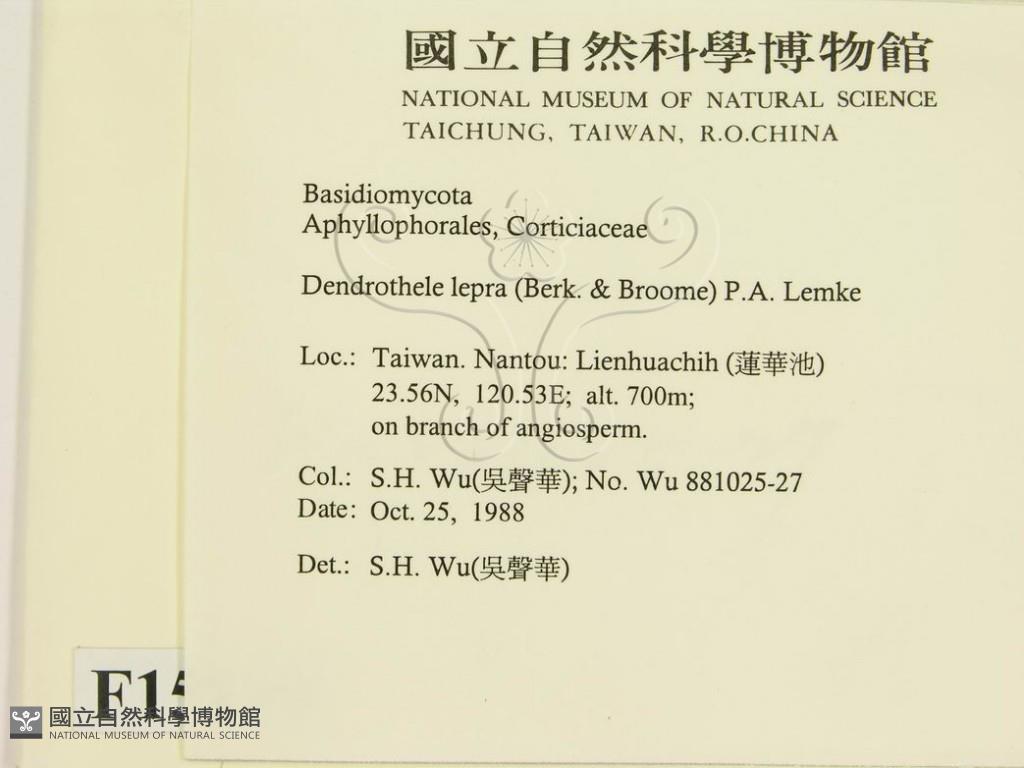 國立自然科學博物館
NATIONAL MUSEUM OF NATURAL SCIENCE
TAICHUNG, TAIWAN, R.O.CHINA
Basidiomycota
Aphyllophorales, Corticiaceae
Dendrothele lepra (Berk. & Broome) P.A. Lemke
Loc.: Taiwan. Nantou: Lienhuachih (蓮華池)
23.56N, 120.53E; alt. 700m;
on branch of angiosperm.
Col.: S.H. Wu(吳聲華); No. Wu 881025-27
Date: Oct. 25, 1988
Det.: S.H. Wu(吳聲華)
國立自然科學博物館
NATIONAL MUSEUM OF NATURAL SCIENCE